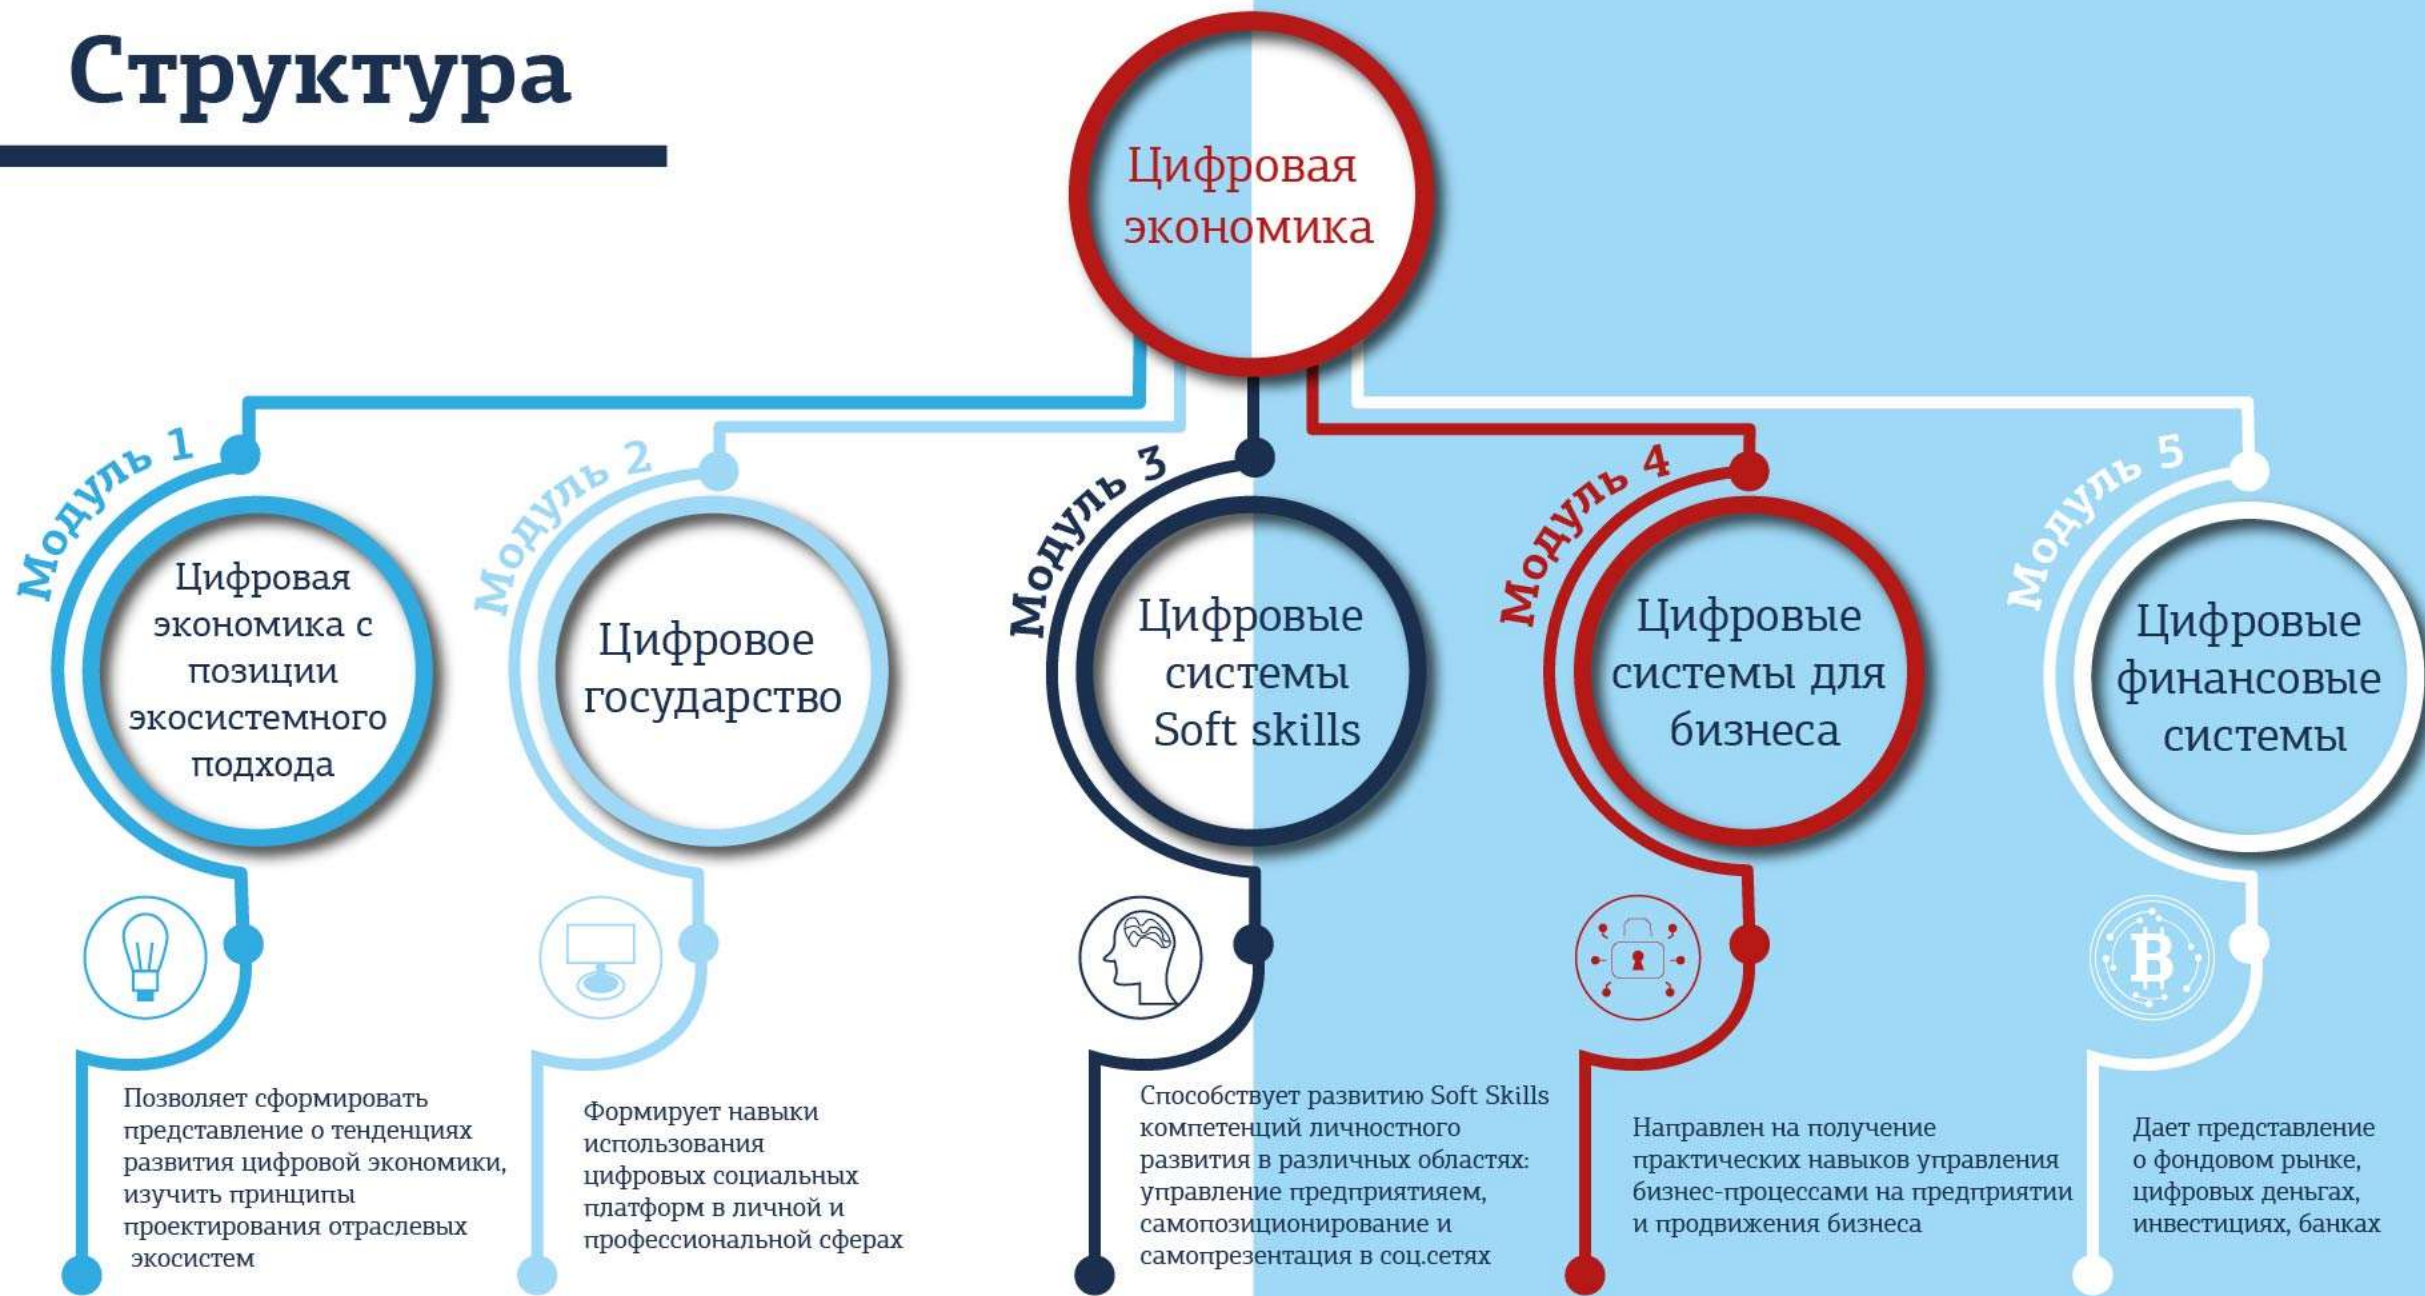 Структура
Цифровая
экономика
Модуль 1
Цифровая
экономика с
позиции
экосистемного
подхода
Позволяет сформировать
представление о тенденциях
развития цифровой экономики,
изучить принципы
проектирования отраслевых
экосистем
Модуль 2
Цифровое
государство
Формирует навыки
использования
цифровых социальных
платформ в личной и
профессиональной сферах
Модуль 3
Цифровые
системы
Soft skills
Способствует развитию Soft Skills
компетенций личностного
развития в различных областях:
управление предприятияем,
самопозиционирование и
самопрезентация в соц.сетях
Модуль 4
Цифровые
системы для
бизнеса
Направлен на получение
практических навыков управления
бизнес-процессами на предприятии
и продвижения бизнеса
Модуль 5
Цифровые
финансовые
системы
Дает представление
о фондовом рынке,
цифровых деньгах,
инвестициях, банках